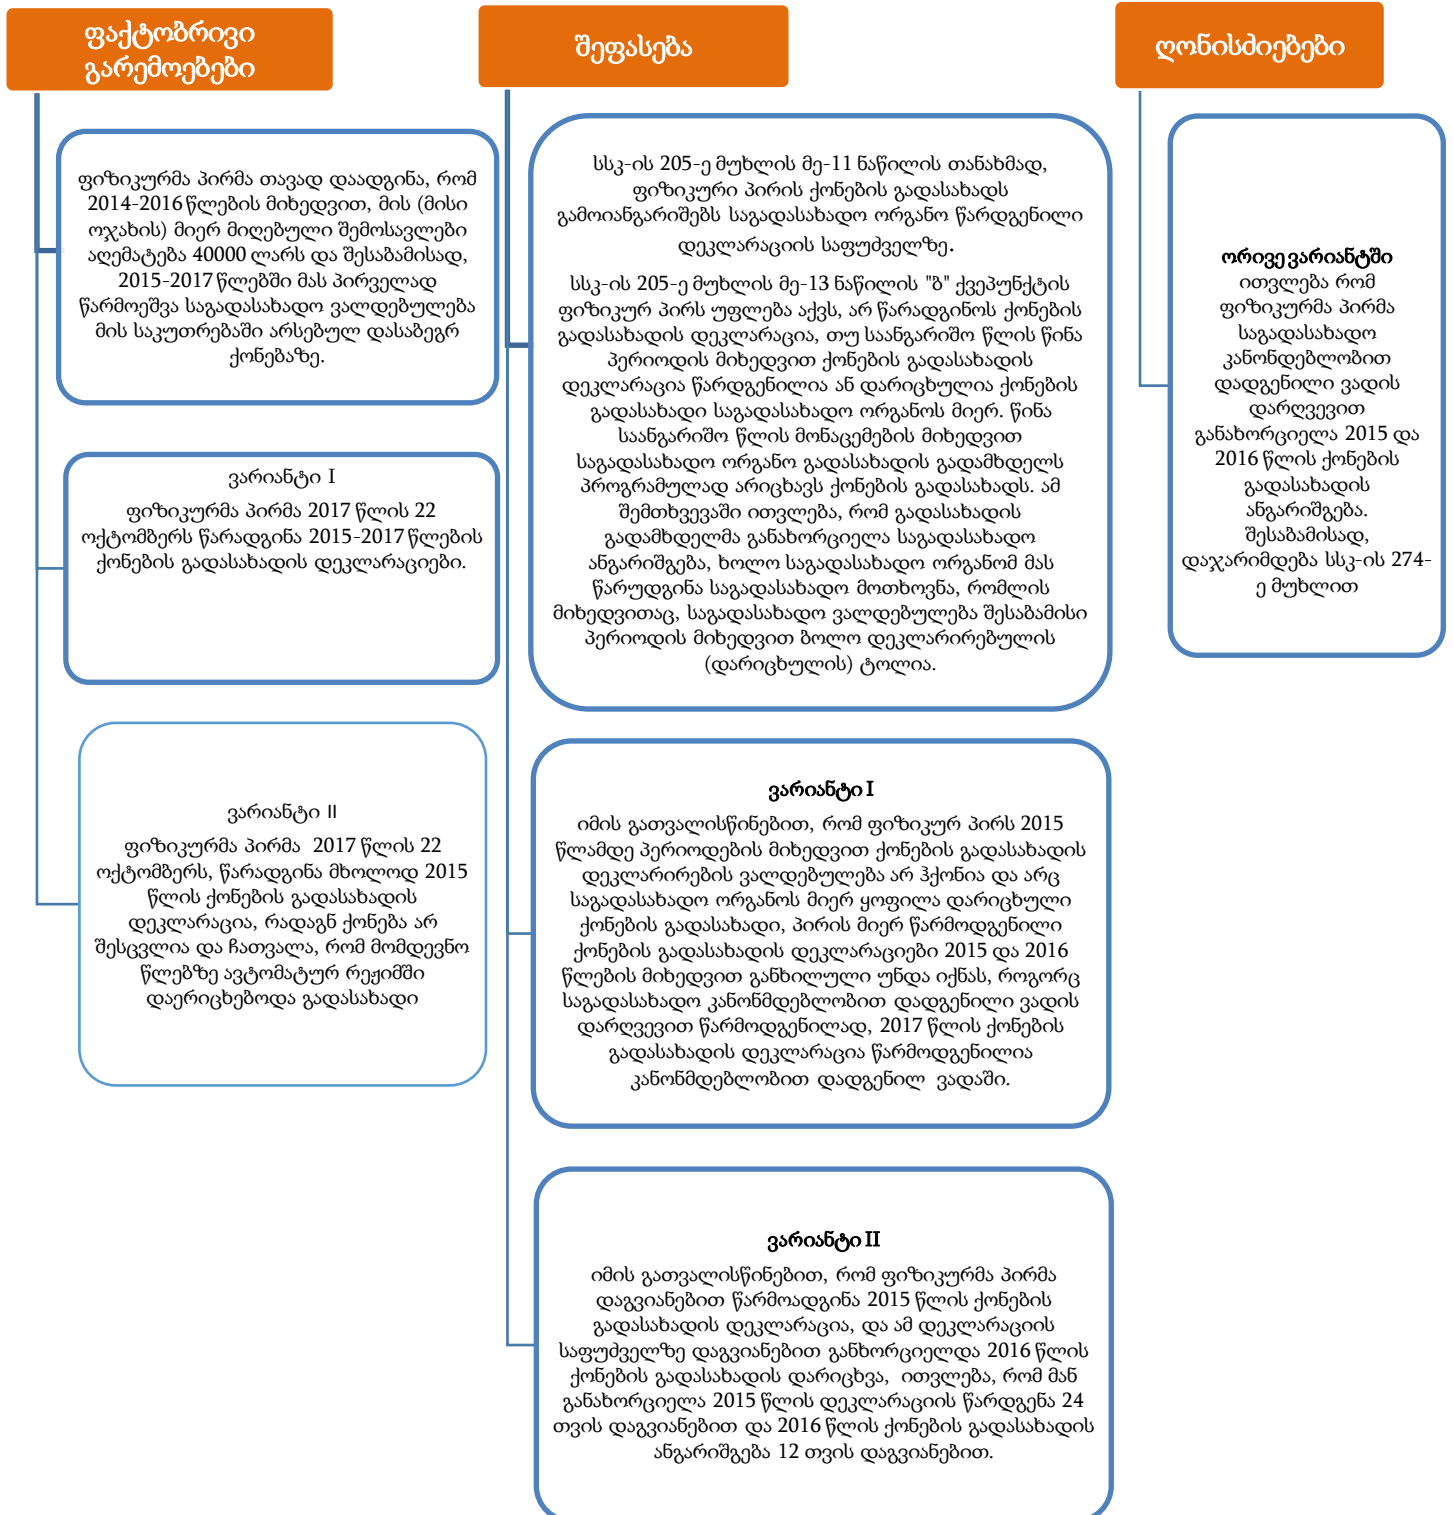 ფაქტობრივი
გარემოებები
ფიზიკურმა პირმა თავად დაადგინა, რომ
2014-2016 წლების მიხედვით, მის (მისი
ოჯახის) მიერ მიღებული შემოსავლები
აღემატება 40000 ლარს და შესაბამისად,
2015-2017 წლებში მას პირველად
წარმოეშვა საგადასახადო ვალდებულება
მის საკუთრებაში არსებულ დასაბეგრ
ქონებაზე.
ვარიანტი I
ფიზიკურმა პირმა 2017 წლის 22
ოქტომბერს წარადგინა 2015-2017 წლების
ქონების გადასახადის დეკლარაციები.
ვარიანტი II
ფიზიკურმა პირმა 2017 წლის 22
ოქტომბერს, წარადგინა მხოლოდ 2015
წლის ქონების გადასახადის
დეკლარაცია, რადაგნ ქონება არ
შესცვლია და ჩათვალა, რომ მომდევნო
წლებზე ავტომატურ რეჟიმში
დაერიცხებოდა გადასახადი
შეფასება
სსკ-ის 205-ე მუხლის მე-11 ნაწილის თანახმად,
ფიზიკური პირის ქონების გადასახადს
გამოიანგარიშებს საგადასახადო ორგანო წარდგენილი
დეკლარაციის საფუძველზე.
სსკ-ის 205-ე მუხლის მე-13 ნაწილის "ბ" ქვეპუნქტის
ფიზიკურ პირს უფლება აქვს, არ წარადგინოს ქონების
გადასახადის დეკლარაცია, თუ საანგარიშო წლის წინა
პერიოდის მიხედვით ქონების გადასახადის
დეკლარაცია წარდგენილია ან დარიცხულია ქონების
გადასახადი საგადასახადო ორგანოს მიერ. წინა
საანგარიშო წლის მონაცემების მიხედვით
საგადასახადო ორგანო გადასახადის გადამხდელს
პროგრამულად არიცხავს ქონების გადასახადს. ამ
შემთხვევაში ითვლება, რომ გადასახადის
გადამხდელმა განახორციელა საგადასახადო
ანგარიშგება, ხოლო საგადასახადო ორგანომ მას
წარუდგინა საგადასახადო მოთხოვნა, რომლის
მიხედვითაც, საგადასახადო ვალდებულება შესაბამისი
პერიოდის მიხედვით ბოლო დეკლარირებულის
(დარიცხულის) ტოლია.
ვარიანტი I
იმის გათვალისწინებით, რომ ფიზიკურ პირს 2015
წლამდე პერიოდების მიხედვით ქონების გადასახადის
დეკლარირების ვალდებულება არ ჰქონია და არც
საგადასახადო ორგანოს მიერ ყოფილა დარიცხული
ქონების გადასახადი, პირის მიერ წარმოდგენილი
ქონების გადასახადის დეკლარაციები 2015 და 2016
წლების მიხედვით განხილული უნდა იქნას, როგორც
საგადასახადო კანონმდებლობით დადგენილი ვადის
დარღვევით წარმოდგენილად, 2017 წლის ქონების
გადასახადის დეკლარაცია წარმოდგენილია
კანონმდებლობით დადგენილ ვადაში.
ვარიანტი II
იმის გათვალისწინებით, რომ ფიზიკურმა პირმა
დაგვიანებით წარმოადგინა 2015 წლის ქონების
გადასახადის დეკლარაცია, და ამ დეკლარაციის
საფუძველზე დაგვიანებით განხორციელდა 2016 წლის
ქონების გადასახადის დარიცხვა, ითვლება, რომ მან
განახორციელა 2015 წლის დეკლარაციის წარდგენა 24
თვის დაგვიანებით და 2016 წლის ქონების გადასახადის
ანგარიშგება 12 თვის დაგვიანებით.
ღონისძიებები
ორივე ვარიანტში
ითვლება რომ
ფიზიკურმა პირმა
საგადასახადო
კანონდებლობით
დადგენილი ვადის
დარღვევით
განახორციელა 2015 და
2016 წლის ქონების
გადასახადის
ანგარიშგება.
შესაბამისად,
დაჯარიმდება სსკ-ის 274-
ე მუხლით